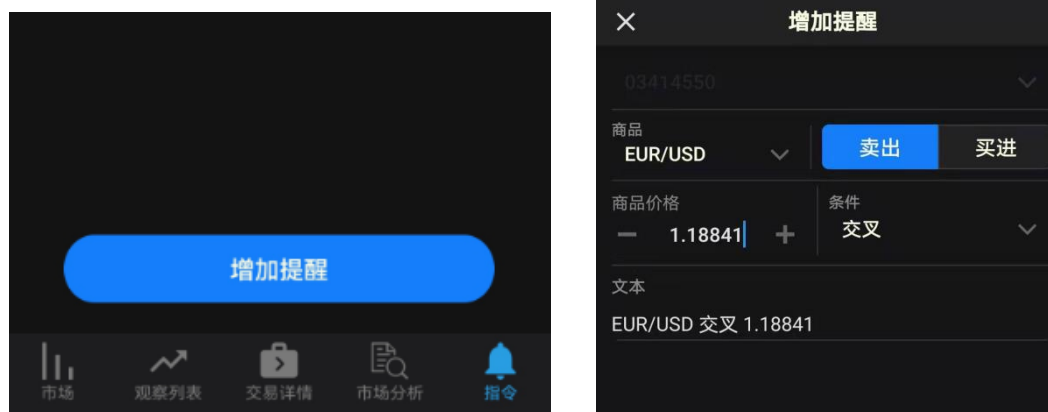 增加提醒
市场
观察列表
交易详情
市场分析
指令
增加提醒
03414550
商品
EUR/USD
卖出
买进
商品价格
条件
1.18841
交叉
文本
EUR/USD 交叉 1.18841